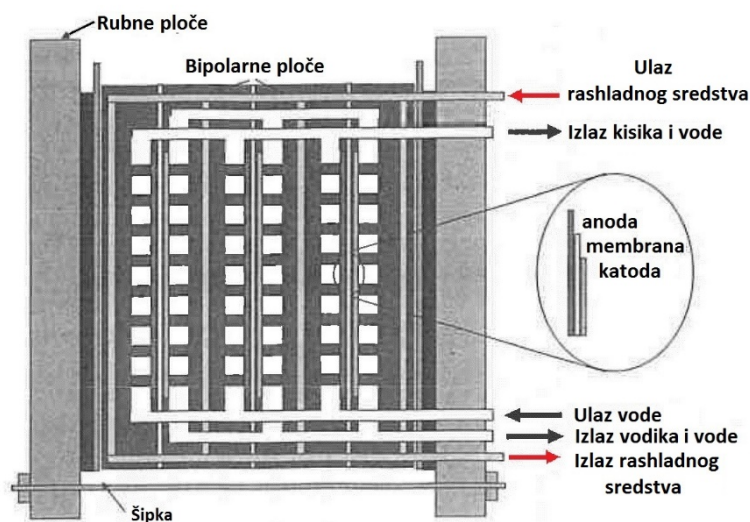 Rubne ploče
Bipolarne ploče
Ulaz
rashladnog sredstva
Izlaz kisika i vode
anoda
membrana
katoda
Ulaz vode
Izlaz vodika i vode
Izlaz rashladnog
sredstva
Šipka